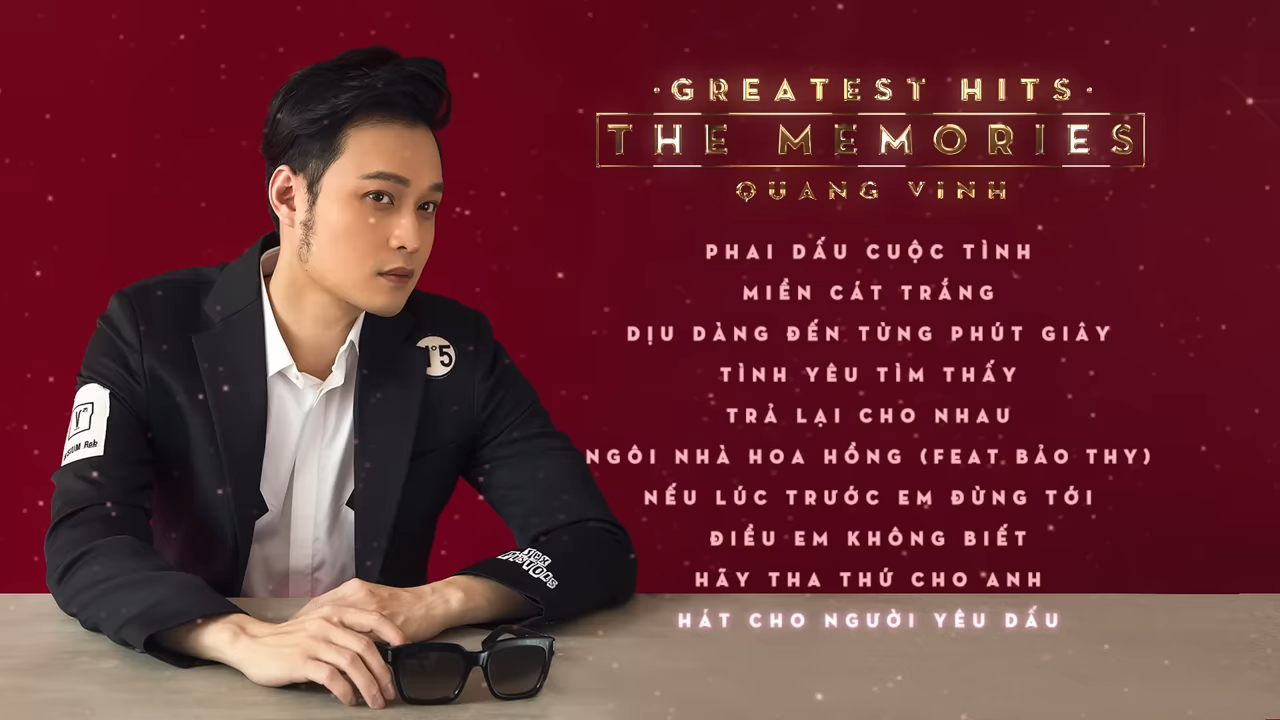 ·GREATEST HITS·
THE MEMORIES
QUANG VINH
PHAI DẤU CUỘC TÌNH
MIỀN CÁT TRẮNG
DỊU DÀNG ĐẾN TỪNG PHÚT GIÂY
TÌNH YÊU TÌM THẤY
TRẢ LẠI CHO NHAU
NGÔI NHÀ HOA HỒNG (FEAT BẢO THY)
NẾU LÚC TRƯỚC EM ĐỪNG TỚI
ĐIỀU EM KHÔNG BIẾT
HÃY THA THỨ CHO ANH
HÁT CHO NGƯỜI YÊU DẤU